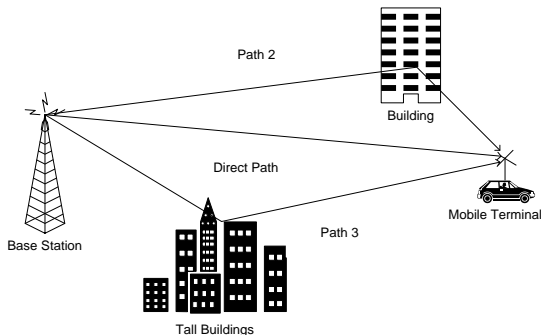 Path 2
Building
Direct Path
Mobile Terminal
Base Station
Path 3
Tall Buildings